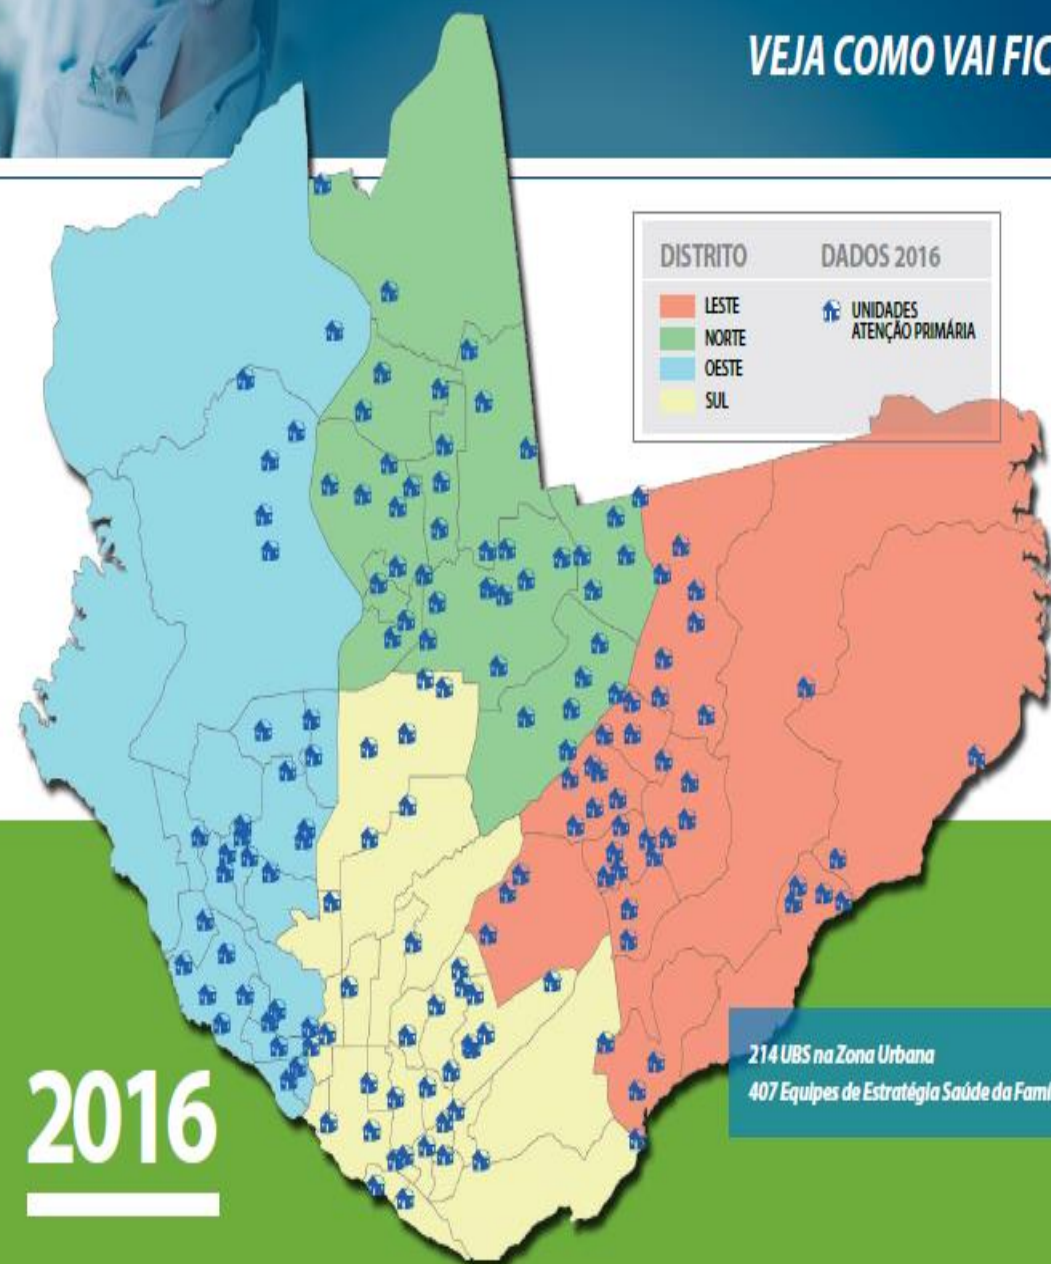 VEJA COMO VAI FIC
DISTRITO
DADOS 2016
LESTE
NORTE
OESTE
SUL
UNIDADES
ATENÇÃO PRIMÁRIA
2016
214 UBS na Zona Urbana
407 Equipes de Estratégia Saúde da Famí